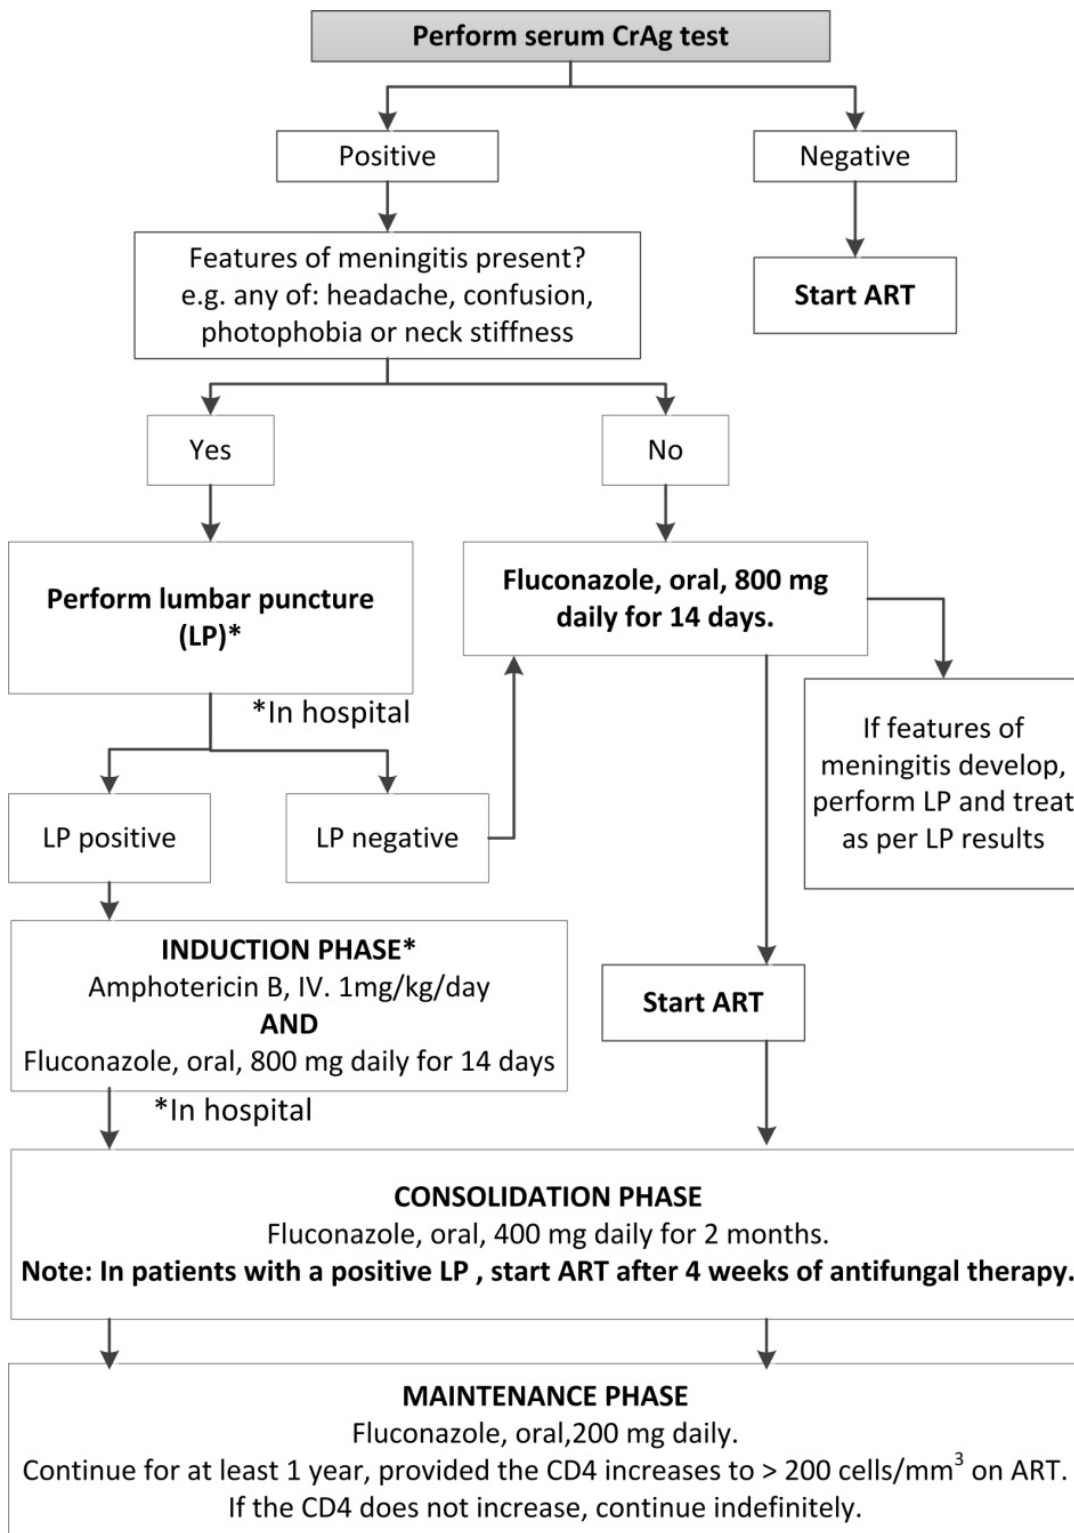 Perform serum CrAg test
Positive
Negative
Features of meningitis present?
e.g. any of: headache, confusion,
photophobia or neck stiffness
Start ART
Yes
No
Perform lumbar puncture
(LP)*
*In hospital
Fluconazole, oral, 800 mg
daily for 14 days.
If features of
meningitis develop,
perform LP and treat
as per LP results
LP positive
LP negative
INDUCTION PHASE*
Amphotericin B, IV. 1mg/kg/day
AND
Fluconazole, oral, 800 mg daily for 14 days
*In hospital
Start ART
CONSOLIDATION PHASE
Fluconazole, oral, 400 mg daily for 2 months.
Note: In patients with a positive LP , start ART after 4 weeks of antifungal therapy.
MAINTENANCE PHASE
Fluconazole, oral,200 mg daily.
Continue for at least 1 year, provided the CD4 increases to > 200 cells/mm³ on ART.
If the CD4 does not increase, continue indefinitely.